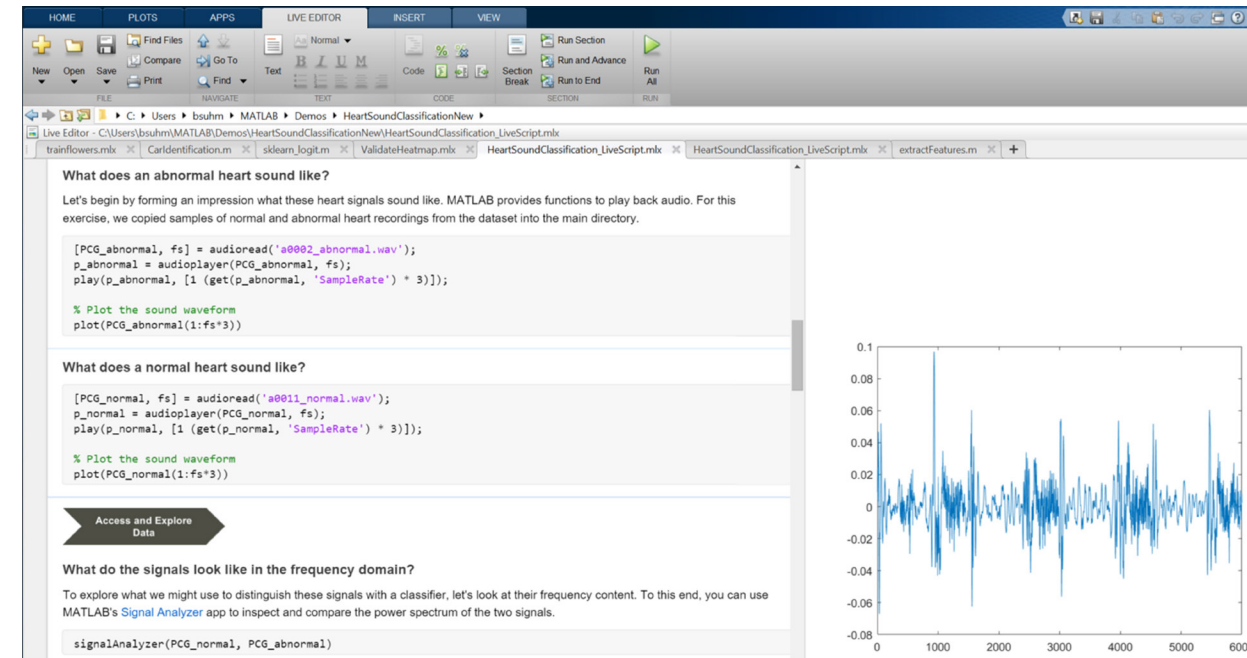 HOME PLOTS APPS LIVE EDITOR INSERT VIEW
New Open Save
Find Files
Compare
Print
Go To
Find
Text
Normal
B I U M
Code
Section Break
Run Section
Run and Advance
Run to End
Run All
FILE NAVIGATE TEXT CODE SECTION RUN
C: Users bsuhm MATLAB Demos HeartSoundClassificationNew
Live Editor - C:\Users\bsuhm\MATLAB\Demos\HeartSoundClassificationNew\HeartSoundClassification_LiveScript.mlx
trainflowers.mlx CarIdentification.m sklearn_logit.m ValidateHeatmap.mlx HeartSoundClassification_LiveScript.mlx HeartSoundClassification_LiveScript.mlx extractFeatures.m +
What does an abnormal heart sound like?
Let's begin by forming an impression what these heart signals sound like. MATLAB provides functions to play back audio. For this
exercise, we copied samples of normal and abnormal heart recordings from the dataset into the main directory.
[PCG_abnormal, fs] = audioread('a0002_abnormal.wav');
p_abnormal = audioplayer(PCG_abnormal, fs);
play(p_abnormal, [1 (get(p_abnormal, 'SampleRate') * 3)]);
% Plot the sound waveform
plot(PCG_abnormal(1:fs*3))
What does a normal heart sound like?
[PCG_normal, fs] = audioread('a0011_normal.wav');
p_normal = audioplayer(PCG_normal, fs);
play(p_normal, [1 (get(p_normal, 'SampleRate') * 3)]);
% Plot the sound waveform
plot(PCG_normal(1:fs*3))
Access and Explore
Data
What do the signals look like in the frequency domain?
To explore what we might use to distinguish these signals with a classifier, let's look at their frequency content. To this end, you can use
MATLAB's Signal Analyzer app to inspect and compare the power spectrum of the two signals.
signalAnalyzer(PCG_normal, PCG_abnormal)
0.1
0.08
0.06
0.04
0.02
0
-0.02
-0.04
-0.06
-0.08
0 1000 2000 3000 4000 5000 600